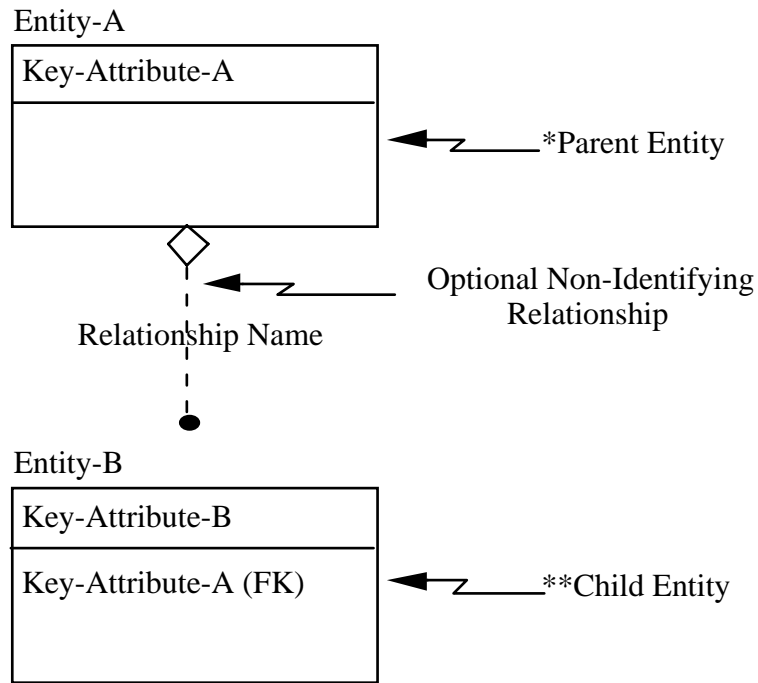 Entity-A
Key-Attribute-A
*Parent Entity
Optional Non-Identifying
Relationship
Relationship Name
Entity-B
Key-Attribute-B
Key-Attribute-A (FK)
**Child Entity